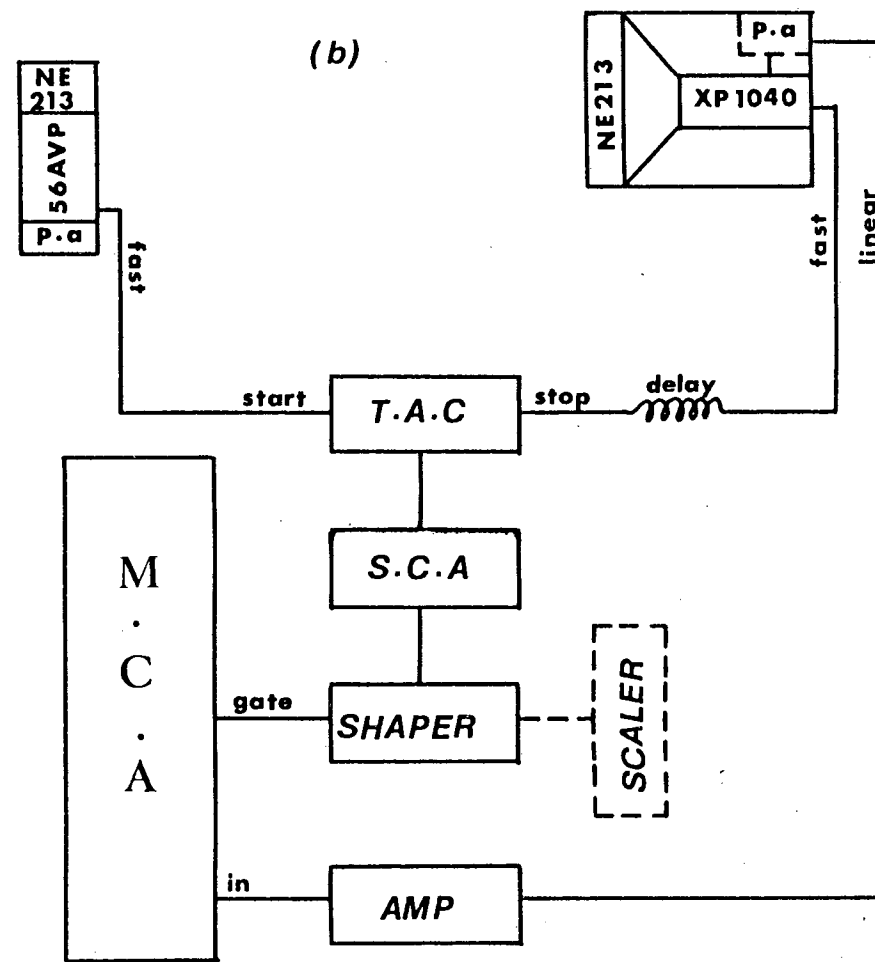 (b)
NE
213
56AVP
P.a
fast
NE213
P.a
XP1040
fast
linear
start
T.A.C
stop
delay
S.C.A
M
.
C
.
A
gate
SHAPER
SCALER
in
AMP